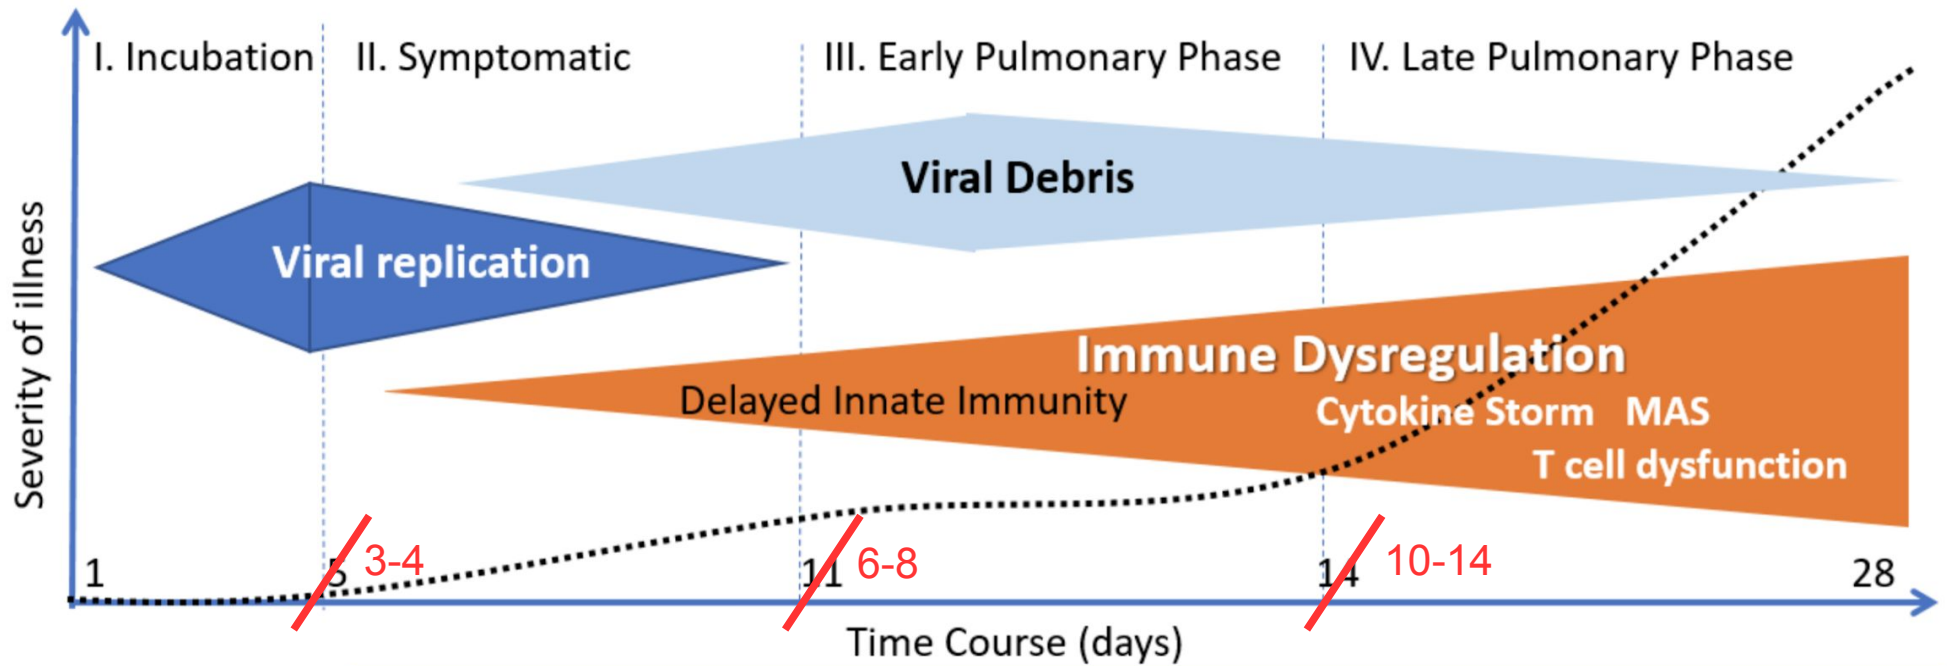 I. Incubation
II. Symptomatic
III. Early Pulmonary Phase
IV. Late Pulmonary Phase
Viral Debris
Viral replication
Immune Dysregulation
Delayed Innate Immunity
Cytokine Storm MAS
T cell dysfunction
Severity of illness
1
5
3-4
11
6-8
14
10-14
28
Time Course (days)